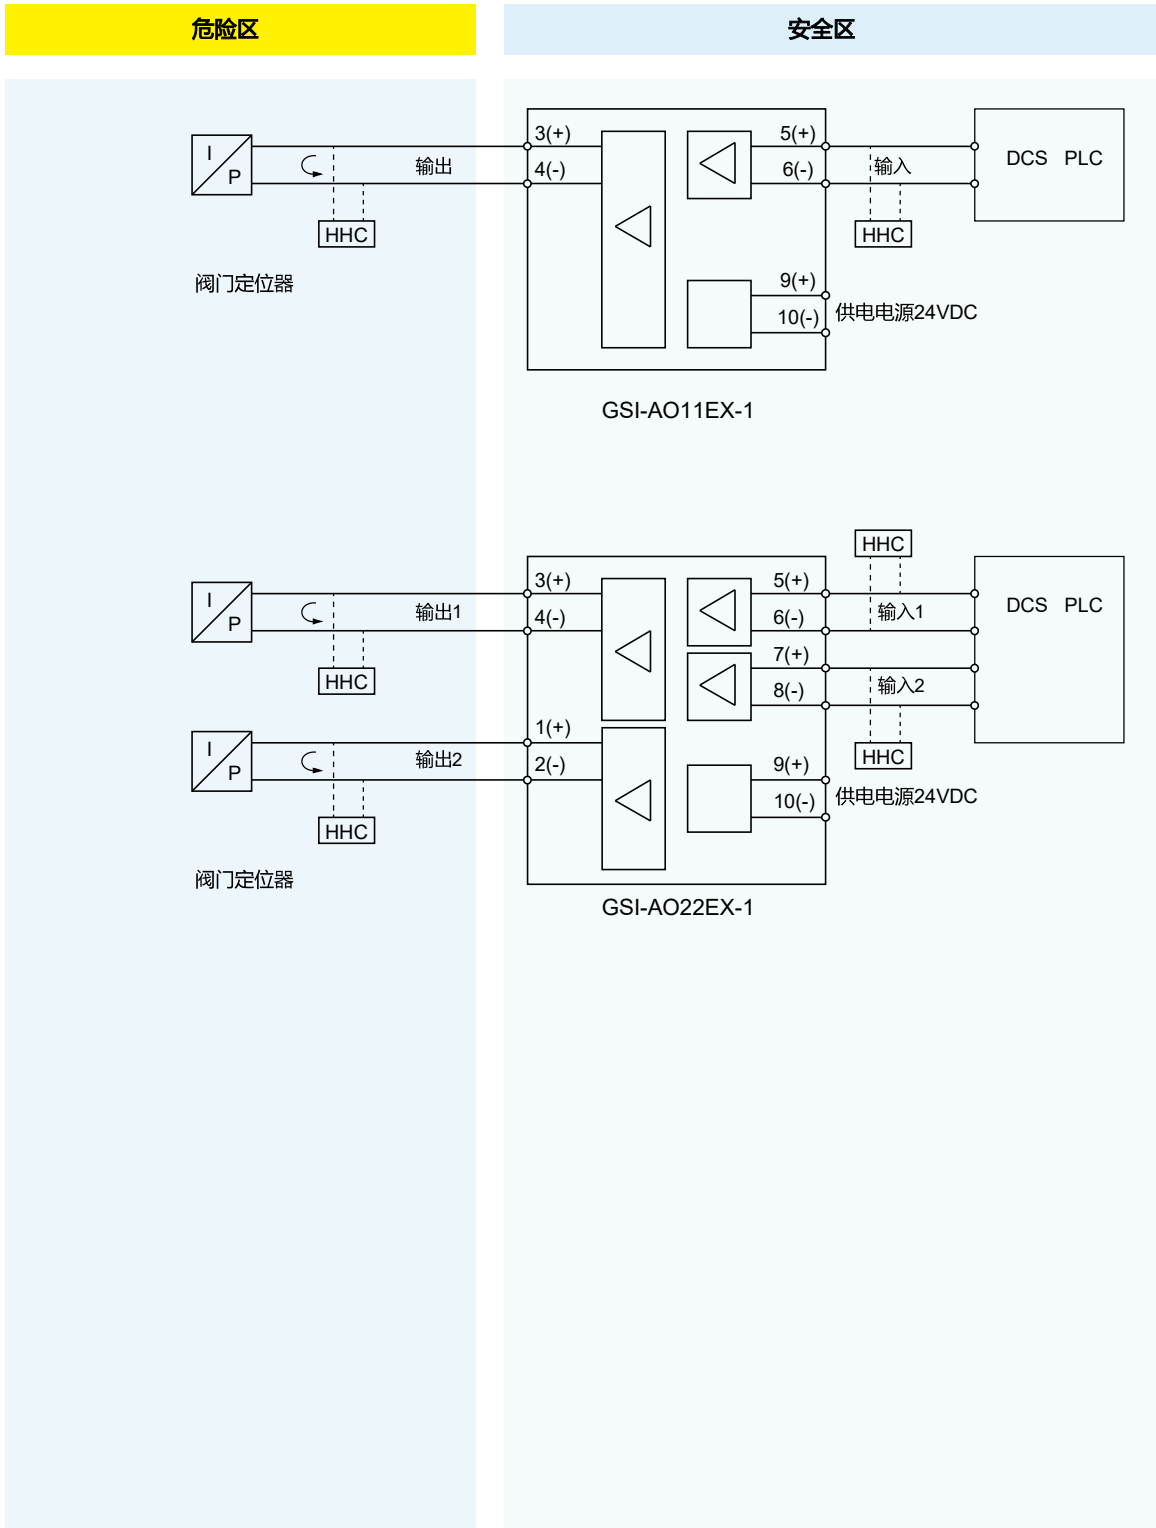 危险区
安全区
I
P
输出
HHC
阀门定位器
3(+)
4(-)
5(+)
6(-)
9(+)
10(-)
输入
HHC
供电电源24VDC
DCS PLC
GSI-AO11EX-1
I
P
输出1
HHC
I
P
输出2
HHC
阀门定位器
3(+)
4(-)
1(+)
2(-)
5(+)
6(-)
7(+)
8(-)
9(+)
10(-)
HHC
输入1
输入2
HHC
供电电源24VDC
DCS PLC
GSI-AO22EX-1